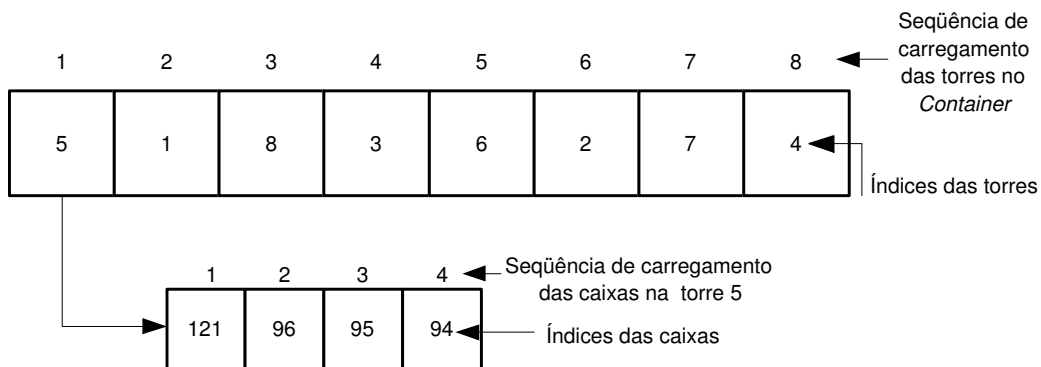 Seqüência de
carregamento
das torres no
Container
1 2 3 4 5 6 7 8
5 1 8 3 6 2 7 4
Índices das torres
1 2 3 4
Seqüência de carregamento
das caixas na torre 5
121 96 95 94
Índices das caixas